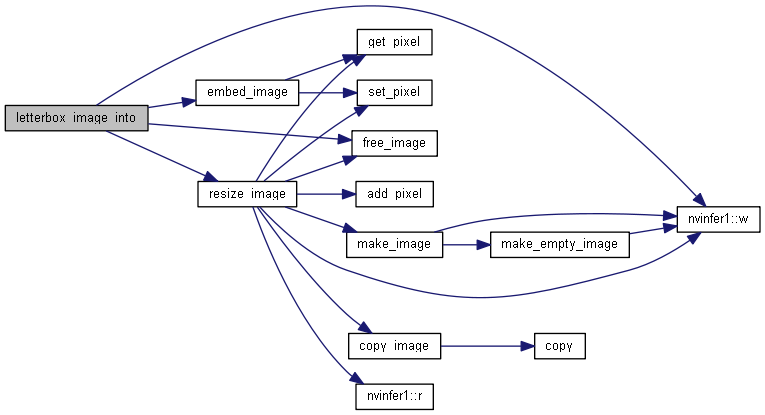 get_pixel
embed_image
set_pixel
letterbox_image_into
free_image
resize_image
add_pixel
nvinfer1::w
make_image
make_empty_image
copy_image
copy
nvinfer1::r